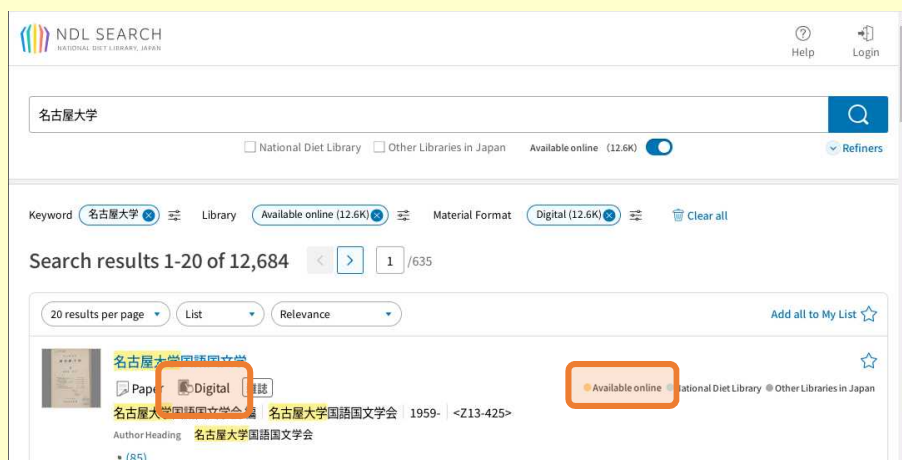 NDL SEARCH
NATIONAL DIET LIBRARY, JAPAN
Help Login
名古屋大学
National Diet Library Other Libraries in Japan Available online (12.6K)
Refiners
Keyword 名古屋大学 Library Available online (12.6K) Material Format Digital (12.6K) Clear all
Search results 1-20 of 12,684 < > 1 /635
20 results per page List Relevance Add all to My List
名古屋大学国語国文学
Paper Digital 雑誌 Available online National Diet Library Other Libraries in Japan
名古屋大学国語国文学会 編 名古屋大学国語国文学会 1959- <Z13-425>
Author Heading 名古屋大学国語国文学会
• (85)